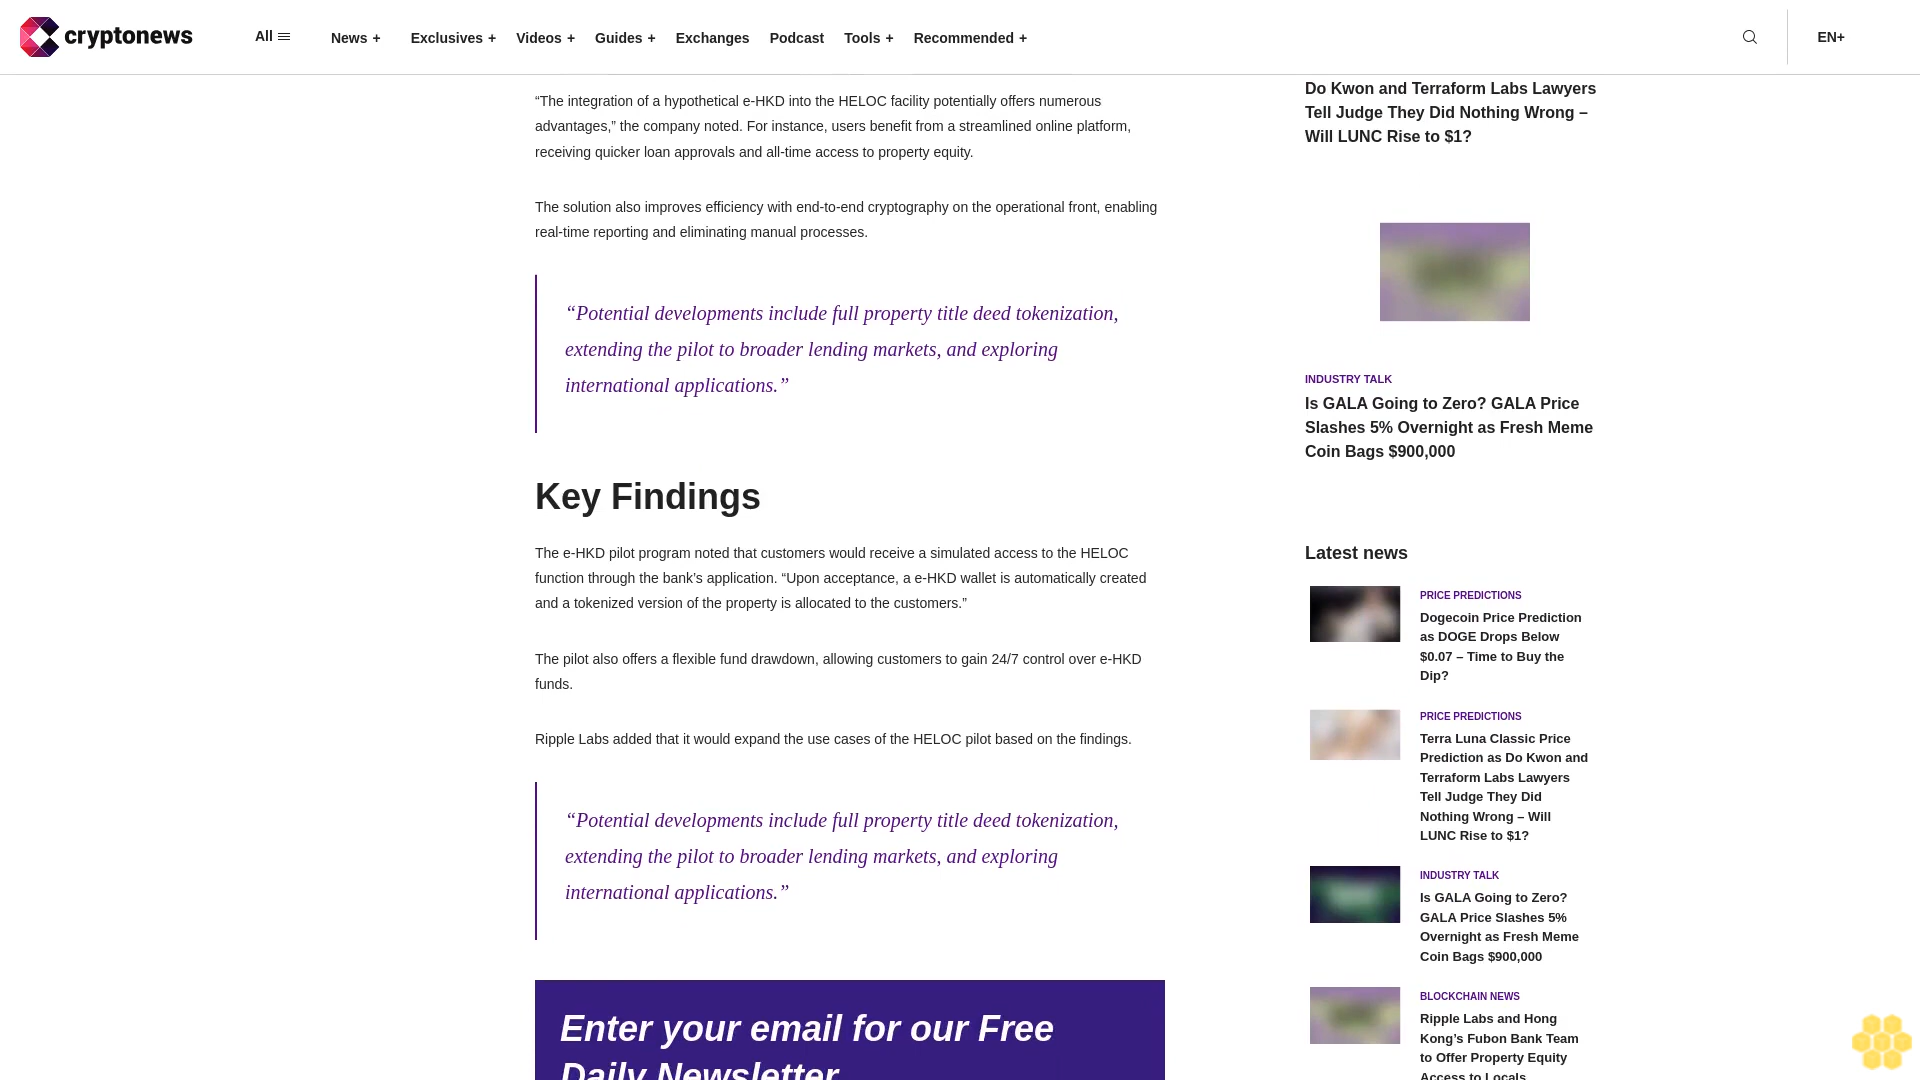 cryptonews
All
News +
Exclusives +
Videos +
Guides +
Exchanges
Podcast
Tools +
Recommended +
EN+
“The integration of a hypothetical e-HKD into the HELOC facility potentially offers numerous
advantages,” the company noted. For instance, users benefit from a streamlined online platform,
receiving quicker loan approvals and all-time access to property equity.
The solution also improves efficiency with end-to-end cryptography on the operational front, enabling
real-time reporting and eliminating manual processes.
“Potential developments include full property title deed tokenization,
extending the pilot to broader lending markets, and exploring
international applications.”
Key Findings
The e-HKD pilot program noted that customers would receive a simulated access to the HELOC
function through the bank’s application. “Upon acceptance, a e-HKD wallet is automatically created
and a tokenized version of the property is allocated to the customers.”
The pilot also offers a flexible fund drawdown, allowing customers to gain 24/7 control over e-HKD
funds.
Ripple Labs added that it would expand the use cases of the HELOC pilot based on the findings.
“Potential developments include full property title deed tokenization,
extending the pilot to broader lending markets, and exploring
international applications.”
Enter your email for our Free
Daily Newsletter
Do Kwon and Terraform Labs Lawyers
Tell Judge They Did Nothing Wrong –
Will LUNC Rise to $1?
INDUSTRY TALK
Is GALA Going to Zero? GALA Price
Slashes 5% Overnight as Fresh Meme
Coin Bags $900,000
Latest news
PRICE PREDICTIONS
Dogecoin Price Prediction
as DOGE Drops Below
$0.07 – Time to Buy the
Dip?
PRICE PREDICTIONS
Terra Luna Classic Price
Prediction as Do Kwon and
Terraform Labs Lawyers
Tell Judge They Did
Nothing Wrong – Will
LUNC Rise to $1?
INDUSTRY TALK
Is GALA Going to Zero?
GALA Price Slashes 5%
Overnight as Fresh Meme
Coin Bags $900,000
BLOCKCHAIN NEWS
Ripple Labs and Hong
Kong’s Fubon Bank Team
to Offer Property Equity
Access to Locals